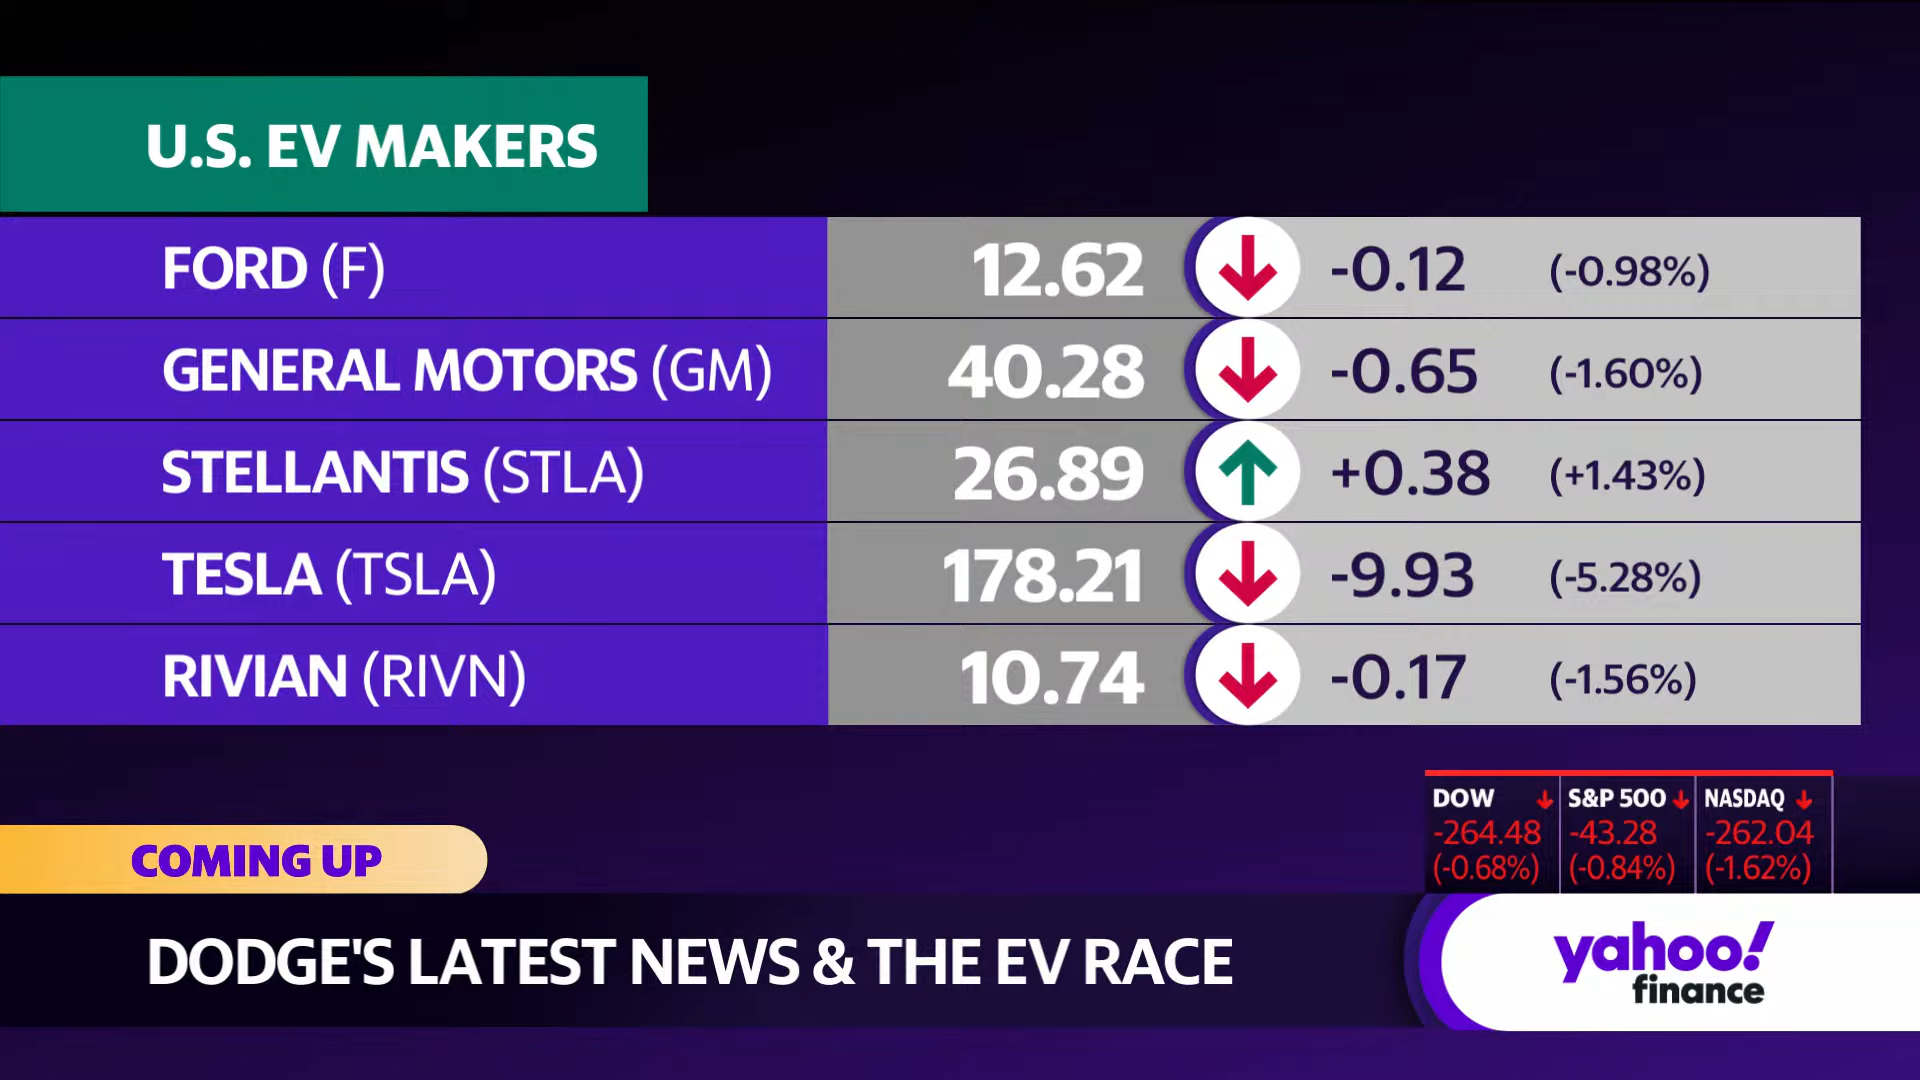 U.S. EV MAKERS
FORD (F) 12.62 -0.12 (-0.98%)
GENERAL MOTORS (GM) 40.28 -0.65 (-1.60%)
STELLANTIS (STLA) 26.89 +0.38 (+1.43%)
TESLA (TSLA) 178.21 -9.93 (-5.28%)
RIVIAN (RIVN) 10.74 -0.17 (-1.56%)
DOW S&P 500 NASDAQ
-264.48 -43.28 -262.04
(-0.68%) (-0.84%) (-1.62%)
COMING UP
DODGE'S LATEST NEWS & THE EV RACE
yahoo!
finance